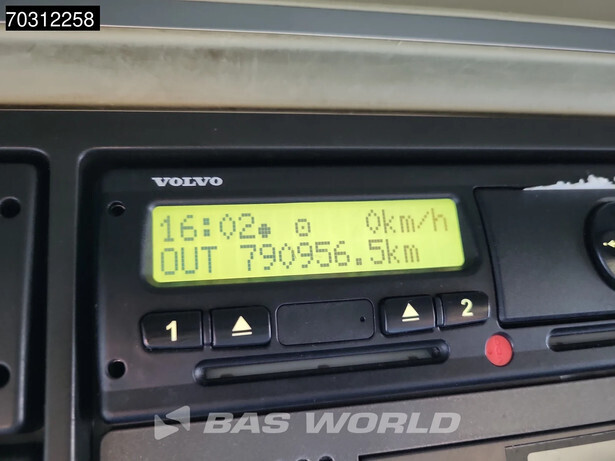 70312258
VOLVO
16:02 0km/h
OUT 790956.5km
1 2
BAS WORLD